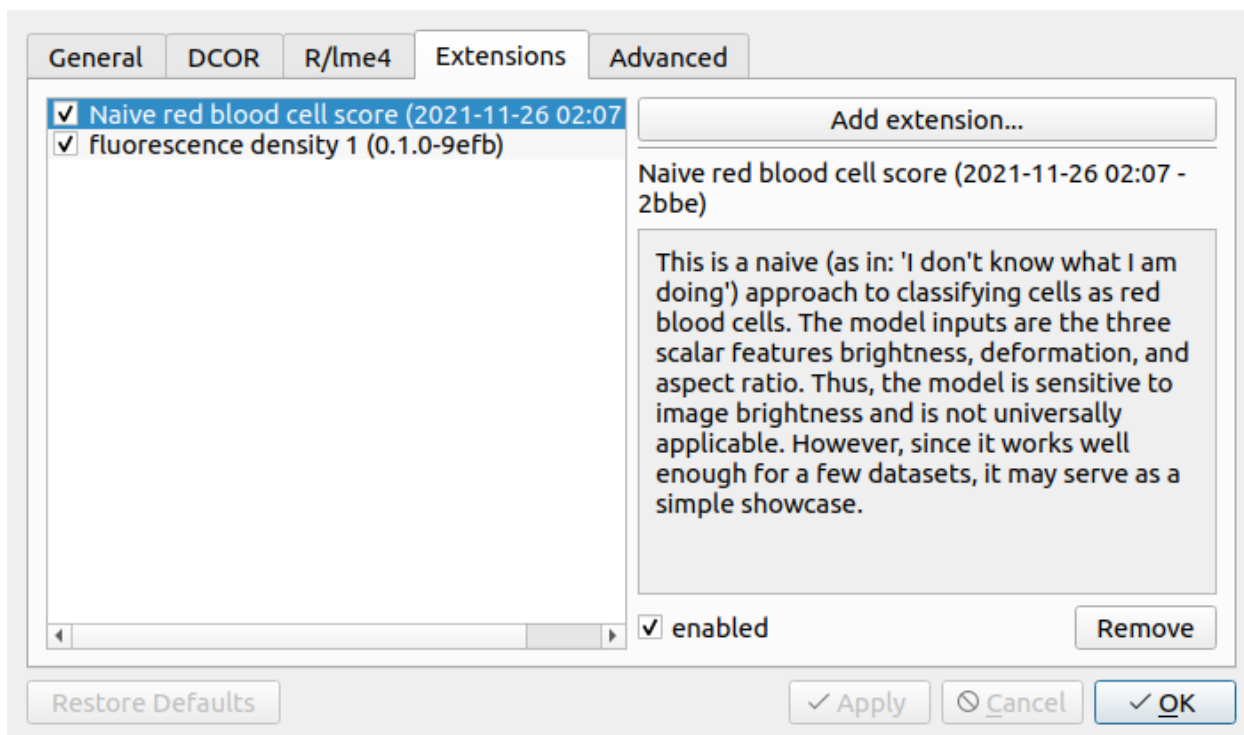 General DCOR R/lme4 Extensions Advanced
Naive red blood cell score (2021-11-26 02:07
fluorescence density 1 (0.1.0-9efb)
Add extension...
Naive red blood cell score (2021-11-26 02:07 -
2bbe)
This is a naive (as in: 'I don't know what I am
doing') approach to classifying cells as red
blood cells. The model inputs are the three
scalar features brightness, deformation, and
aspect ratio. Thus, the model is sensitive to
image brightness and is not universally
applicable. However, since it works well
enough for a few datasets, it may serve as a
simple showcase.
enabled Remove
Restore Defaults Apply Cancel OK